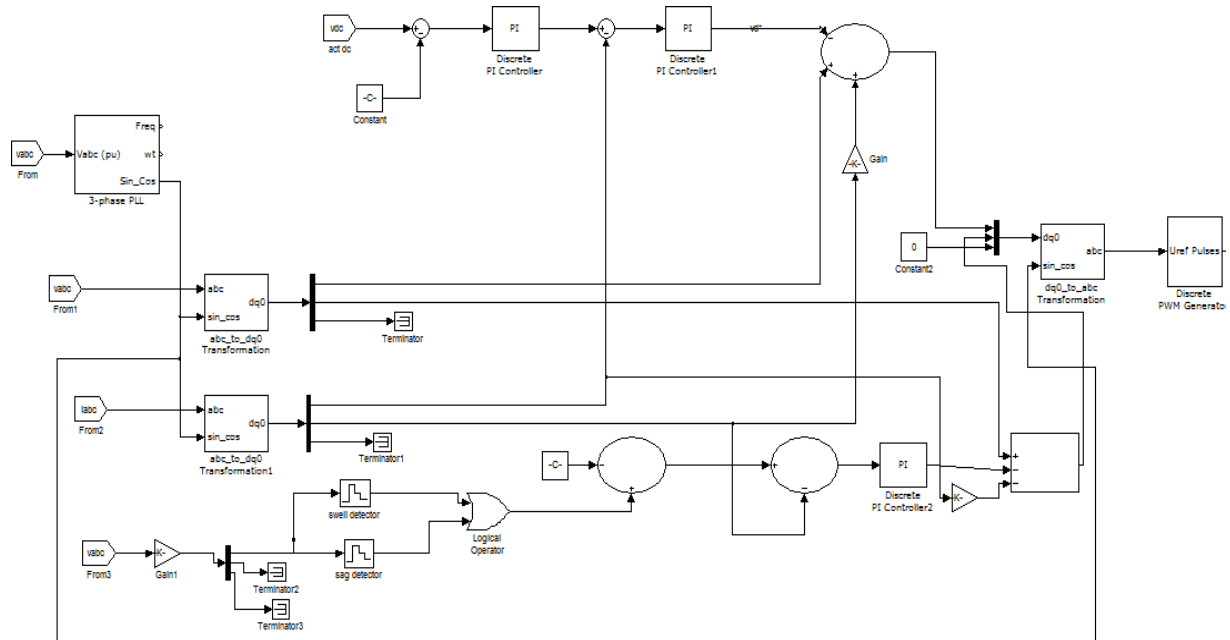 vdc
act dc
PI
Discrete
PI Controller
PI
Discrete
PI Controller1
vd*
-C-
Constant
vabc
From
Vabc (pu)
Freq
wt
Sin_Cos
3-phase PLL
-K-
Gain
0
Constant2
dq0
sin_cos
abc
dq0_to_abc
Transformation
Uref Pulses
Discrete
PWM Generator
vabc
From1
abc
sin_cos
dq0
abc_to_dq0
Transformation
Terminator
Iabc
From2
abc
sin_cos
dq0
abc_to_dq0
Transformation1
Terminator1
-C-
PI
Discrete
PI Controller2
K-
swell detector
sag detector
Logical
Operator
vabc
From3
-K-
Gain1
Terminator2
Terminator3